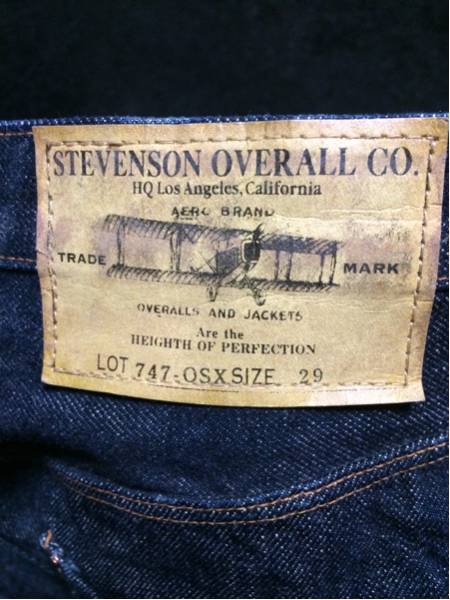 STEVENSON OVERALL CO.
HQ Los Angeles, California
AERO BRAND
TRADE MARK
OVERALLS AND JACKETS
Are the
HEIGHTH OF PERFECTION
LOT 747-OSX SIZE 29